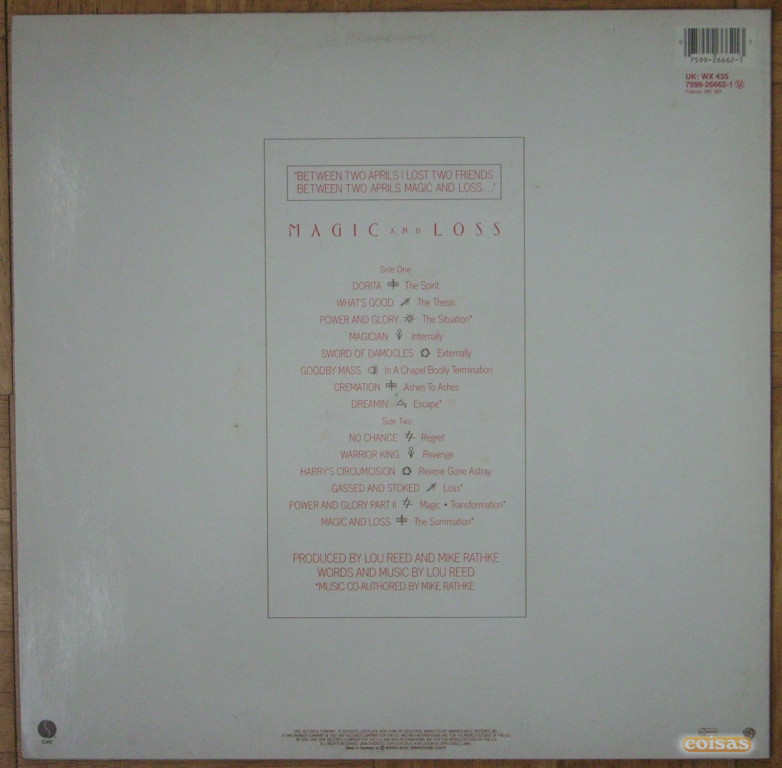 7599-26662-1
UK: WX 435
7599-26662-1 U
"BETWEEN TWO APRILS I LOST TWO FRIENDS
BETWEEN TWO APRILS MAGIC AND LOSS..."
MAGIC AND LOSS
Side One
DORITA The Spirit
WHAT'S GOOD The Thesis
POWER AND GLORY The Situation*
MAGICIAN Internally
SWORD OF DAMOCLES Externally
GOODBY MASS In A Chapel Bodily Termination
CREMATION Ashes To Ashes
DREAMIN' Escape*
Side Two
NO CHANCE Regret
WARRIOR KING Revenge
HARRY'S CIRCUMCISION Reverie Gone Astray
GASSED AND STOKED Loss*
POWER AND GLORY PART II Magic • Transformation*
MAGIC AND LOSS The Summation*
PRODUCED BY LOU REED AND MIKE RATHKE
WORDS AND MUSIC BY LOU REED
*MUSIC CO-AUTHORED BY MIKE RATHKE
SIRE
coisas